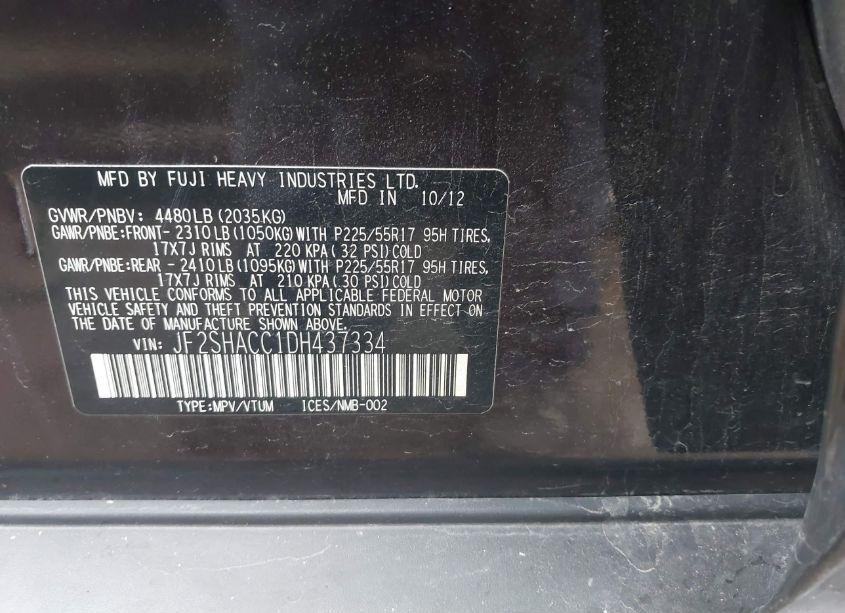 MFD BY FUJI HEAVY INDUSTRIES LTD.
MFD IN 10/12
GVWR/PNBV: 4480LB(2035KG)
GAWR/PNBE:FRONT-2310LB(1050KG)WITH P225/55R17 95H TIRES,
17X7J RIMS AT 220 KPA(32 PSI)COLD
GAWR/PNBE:REAR -2410LB(1095KG)WITH P225/55R17 95H TIRES,
17X7J RIMS AT 210 KPA(30 PSI)COLD
THIS VEHICLE CONFORMS TO ALL APPLICABLE FEDERAL MOTOR
VEHICLE SAFETY AND THEFT PREVENTION STANDARDS IN EFFECT ON
THE DATE OF MANUFACTURE SHOWN ABOVE.
VIN: JF2SHACC1DH437334
TYPE:MPV/VTUM ICES/NMB-002